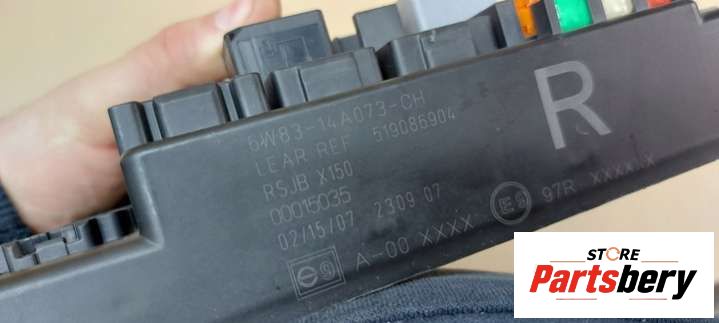 6W83-14A073-CH
LEAR REF 519086904
RSJB X150
00015035
02/15/07 2309 07
A-00 XXXX
97R XXXX X
R
STORE
Partsbery